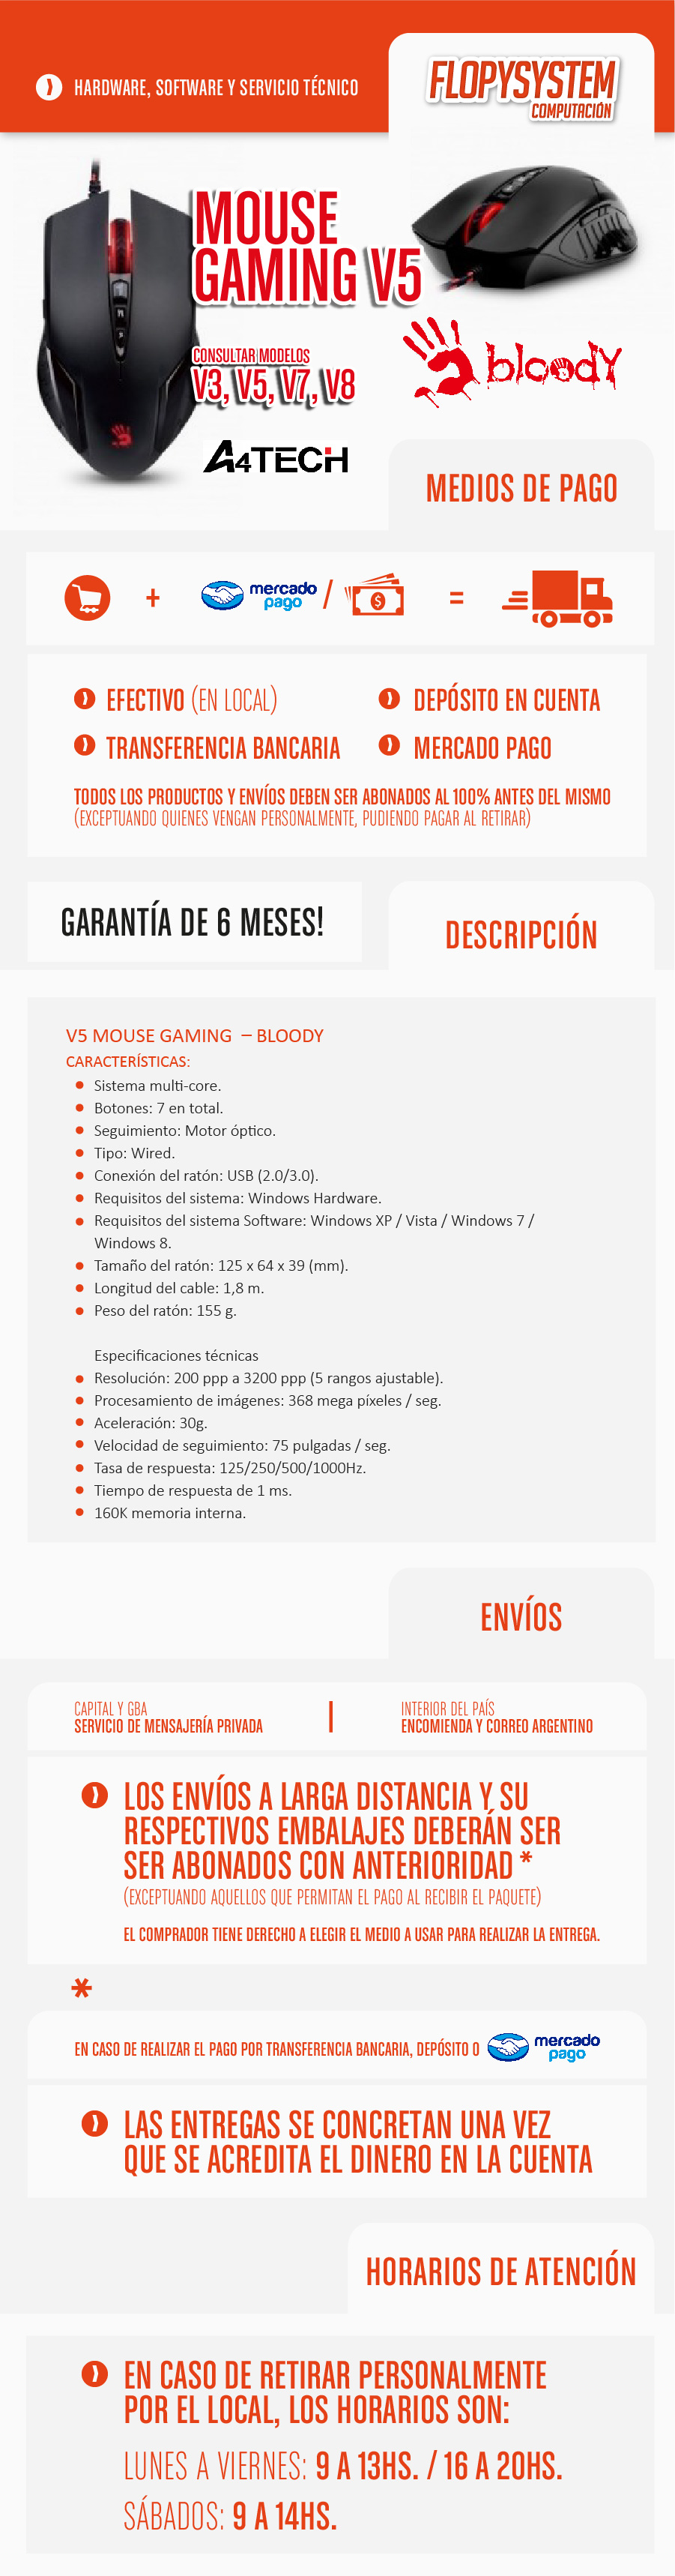 HARDWARE, SOFTWARE Y SERVICIO TÉCNICO
FLOPYSYSTEM
COMPUTACIÓN
MOUSE
GAMING V5
CONSULTAR MODELOS
V3, V5, V7, V8
bloody
A4TECH
MEDIOS DE PAGO
+ mercado pago / $ =
EFECTIVO (EN LOCAL)
DEPÓSITO EN CUENTA
TRANSFERENCIA BANCARIA
MERCADO PAGO
TODOS LOS PRODUCTOS Y ENVÍOS DEBEN SER ABONADOS AL 100% ANTES DEL MISMO
(EXCEPTUANDO QUIENES VENGAN PERSONALMENTE, PUDIENDO PAGAR AL RETIRAR)
GARANTÍA DE 6 MESES!
DESCRIPCIÓN
V5 MOUSE GAMING – BLOODY
CARACTERÍSTICAS:
Sistema multi-core.
Botones: 7 en total.
Seguimiento: Motor óptico.
Tipo: Wired.
Conexión del ratón: USB (2.0/3.0).
Requisitos del sistema: Windows Hardware.
Requisitos del sistema Software: Windows XP / Vista / Windows 7 /
Windows 8.
Tamaño del ratón: 125 x 64 x 39 (mm).
Longitud del cable: 1,8 m.
Peso del ratón: 155 g.
Especificaciones técnicas
Resolución: 200 ppp a 3200 ppp (5 rangos ajustable).
Procesamiento de imágenes: 368 mega píxeles / seg.
Aceleración: 30g.
Velocidad de seguimiento: 75 pulgadas / seg.
Tasa de respuesta: 125/250/500/1000Hz.
Tiempo de respuesta de 1 ms.
160K memoria interna.
ENVÍOS
CAPITAL Y GBA
SERVICIO DE MENSAJERÍA PRIVADA
INTERIOR DEL PAÍS
ENCOMIENDA Y CORREO ARGENTINO
LOS ENVÍOS A LARGA DISTANCIA Y SU
RESPECTIVOS EMBALAJES DEBERÁN SER
SER ABONADOS CON ANTERIORIDAD *
(EXCEPTUANDO AQUELLOS QUE PERMITAN EL PAGO AL RECIBIR EL PAQUETE)
EL COMPRADOR TIENE DERECHO A ELEGIR EL MEDIO A USAR PARA REALIZAR LA ENTREGA.
*
EN CASO DE REALIZAR EL PAGO POR TRANSFERENCIA BANCARIA, DEPÓSITO O mercado pago
LAS ENTREGAS SE CONCRETAN UNA VEZ
QUE SE ACREDITA EL DINERO EN LA CUENTA
HORARIOS DE ATENCIÓN
EN CASO DE RETIRAR PERSONALMENTE
POR EL LOCAL, LOS HORARIOS SON:
LUNES A VIERNES: 9 A 13HS. / 16 A 20HS.
SÁBADOS: 9 A 14HS.